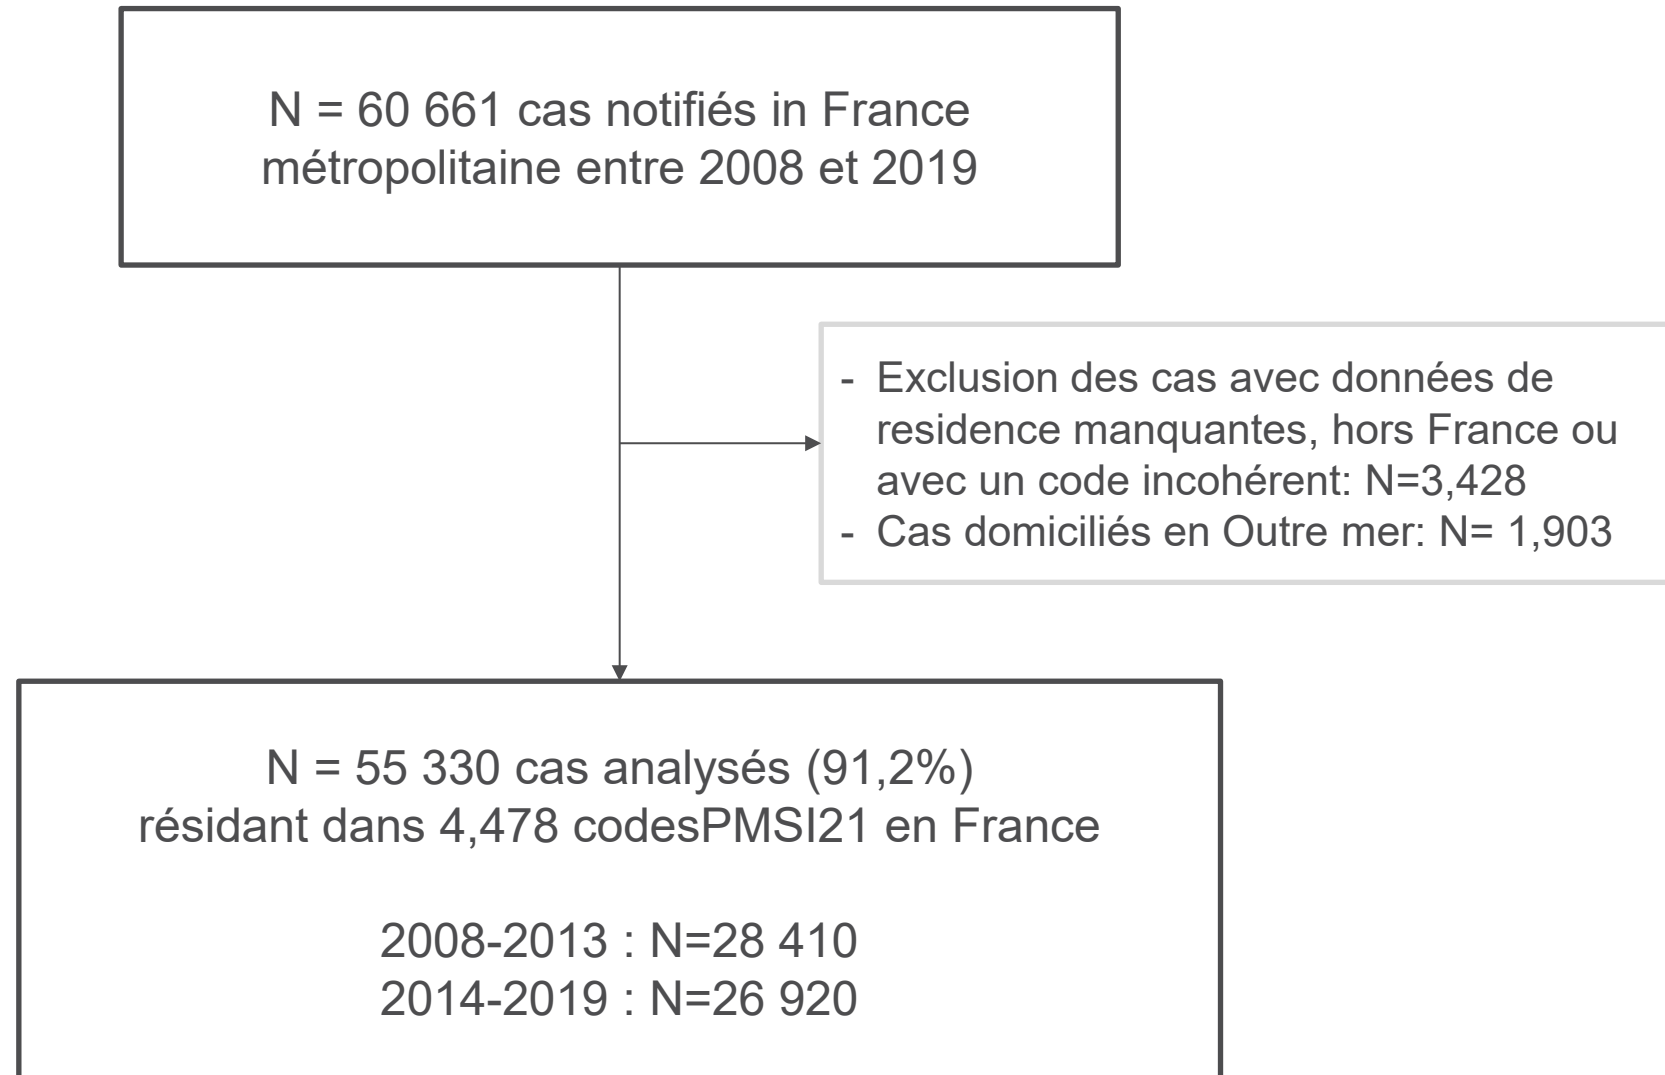 N = 60 661 cas notifiés in France
métropolitaine entre 2008 et 2019
- Exclusion des cas avec données de
residence manquantes, hors France ou
avec un code incohérent: N=3,428
- Cas domiciliés en Outre mer: N= 1,903
N = 55 330 cas analysés (91,2%)
résidant dans 4,478 codesPMSI21 en France
2008-2013 : N=28 410
2014-2019 : N=26 920